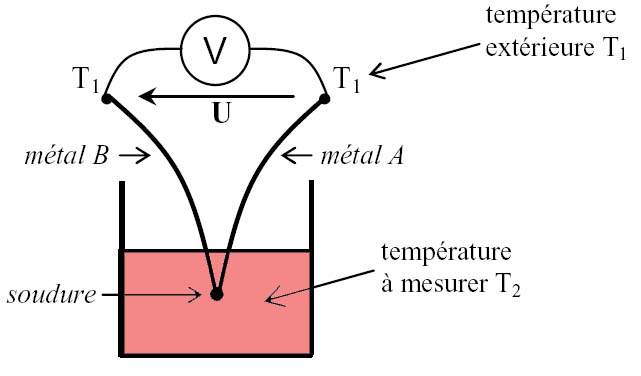 température
extérieure T₁
V
T₁
T₁
U
métal B
métal A
température
à mesurer T₂
soudure